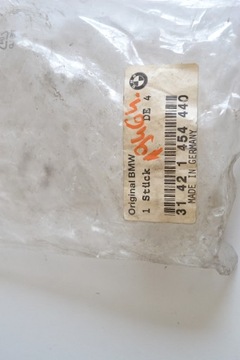 Original BMW
1 Stück DE 4
31 42 1 454 440
MADE IN GERMANY